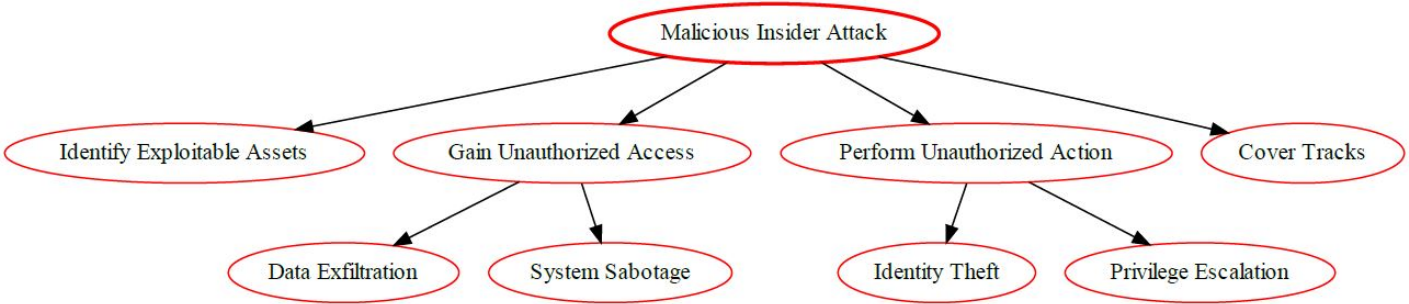 Malicious Insider Attack
Identify Exploitable Assets
Gain Unauthorized Access
Perform Unauthorized Action
Cover Tracks
Data Exfiltration
System Sabotage
Identity Theft
Privilege Escalation